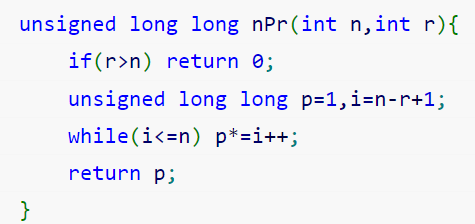 unsigned long long nPr(int n,int r){
if(r>n) return 0;
unsigned long long p=1,i=n-r+1;
while(i<=n) p*=i++;
return p;
}